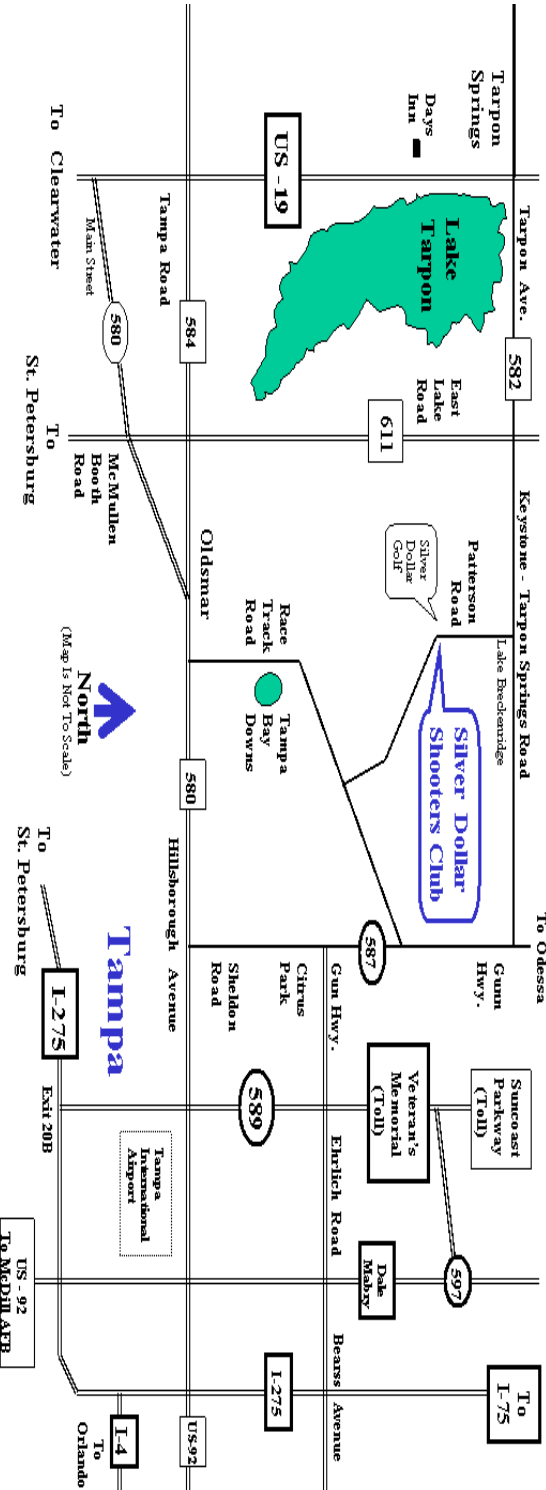 Tarpon
Springs
Days
Inn
US - 19
Lake
Tarpon
Tarpon Ave.
582
Keystone - Tarpon Springs Road
Lake Breckenridge
To Odessa
Gunn
Hwy.
Suncoast
Parkway
(Toll)
597
To
I-75
East
Lake
Road
611
Patterson
Road
Silver
Dollar
Golf
Silver Dollar
Shooters Club
587
Veteran's
Memorial
(Toll)
Dale
Mabry
Gun Hwy.
Ehrlich Road
Bearss Avenue
Citrus
Park
589
I-275
Race
Track
Road
Tampa
Bay
Downs
Sheldon
Road
Tampa Road
584
Oldsmar
580
Hillsborough Avenue
US-92
Main Street
580
To Clearwater
McMullen
Booth
Road
To
St. Petersburg
North
(Map Is Not To Scale)
Tampa
Tampa
International
Airport
I-4
To
Orlando
To
St. Petersburg
I-275
Exit 20B
US - 92
To McDill AFB